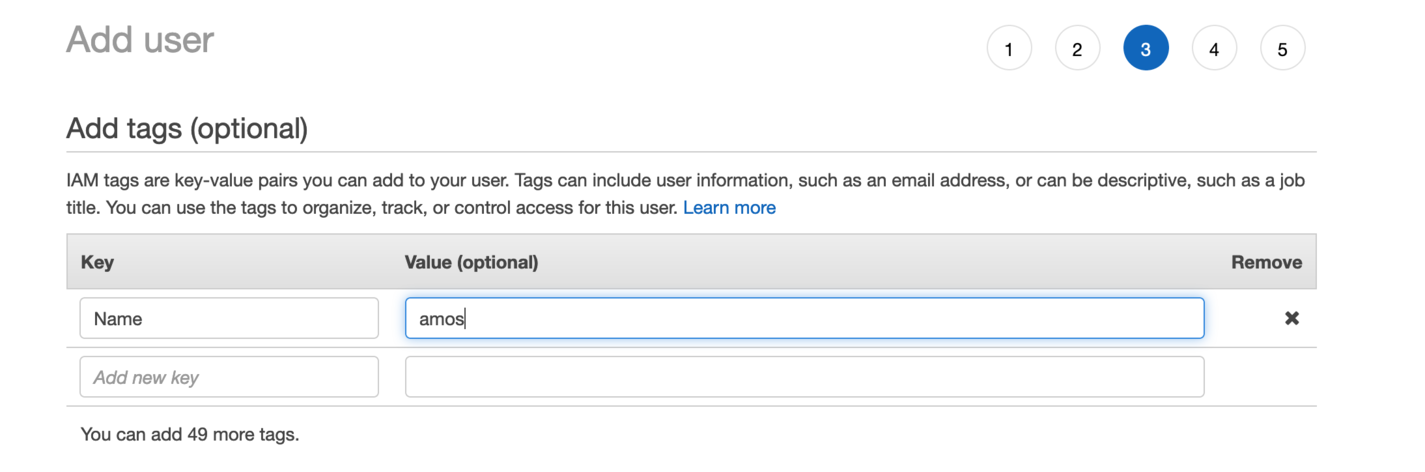 Add user
1 2 3 4 5
Add tags (optional)
IAM tags are key-value pairs you can add to your user. Tags can include user information, such as an email address, or can be descriptive, such as a job
title. You can use the tags to organize, track, or control access for this user. Learn more
Key Value (optional) Remove
Name amos
Add new key
You can add 49 more tags.